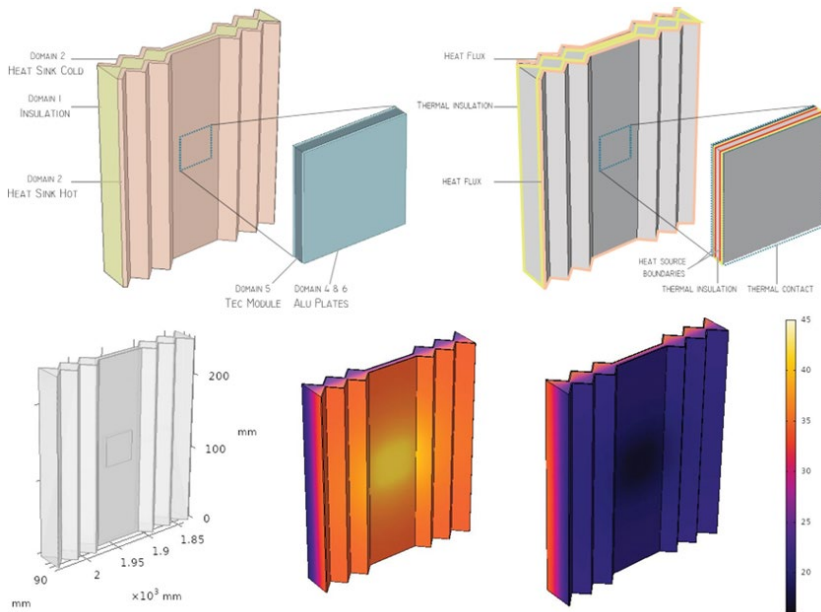 DOMAIN 2
HEAT SINK COLD
DOMAIN 1
INSULATION
DOMAIN 2
HEAT SINK HOT
DOMAIN 5
TEC MODULE
DOMAIN 4 & 6
ALU PLATES
HEAT FLUX
THERMAL INSULATION
HEAT FLUX
HEAT SOURCE
BOUNDARIES
THERMAL INSULATION
THERMAL CONTACT
200
mm
100
0
1.85
1.9
1.95
2
×10³ mm
90
mm
45
40
35
30
25
20